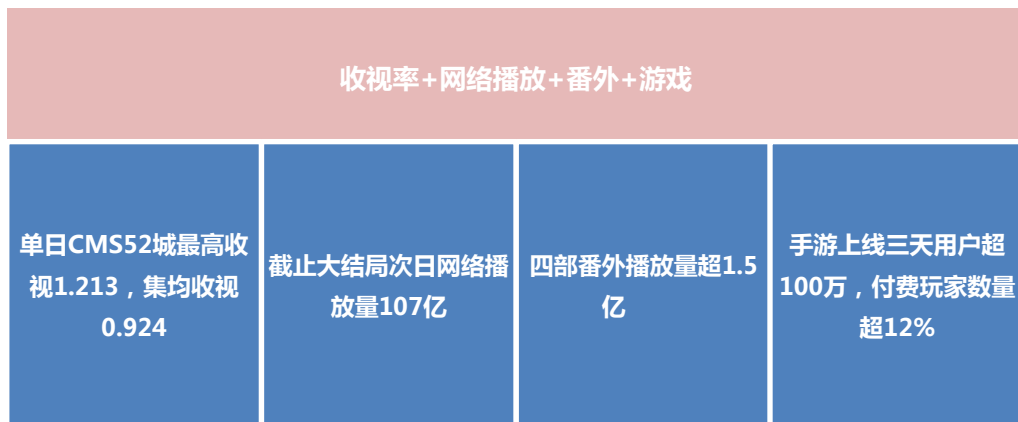 收视率+网络播放+番外+游戏
单日CMS52城最高收
视1.213，集均收视
0.924
截止大结局次日网络播
放量107亿
四部番外播放量超1.5
亿
手游上线三天用户超
100万，付费玩家数量
超12%